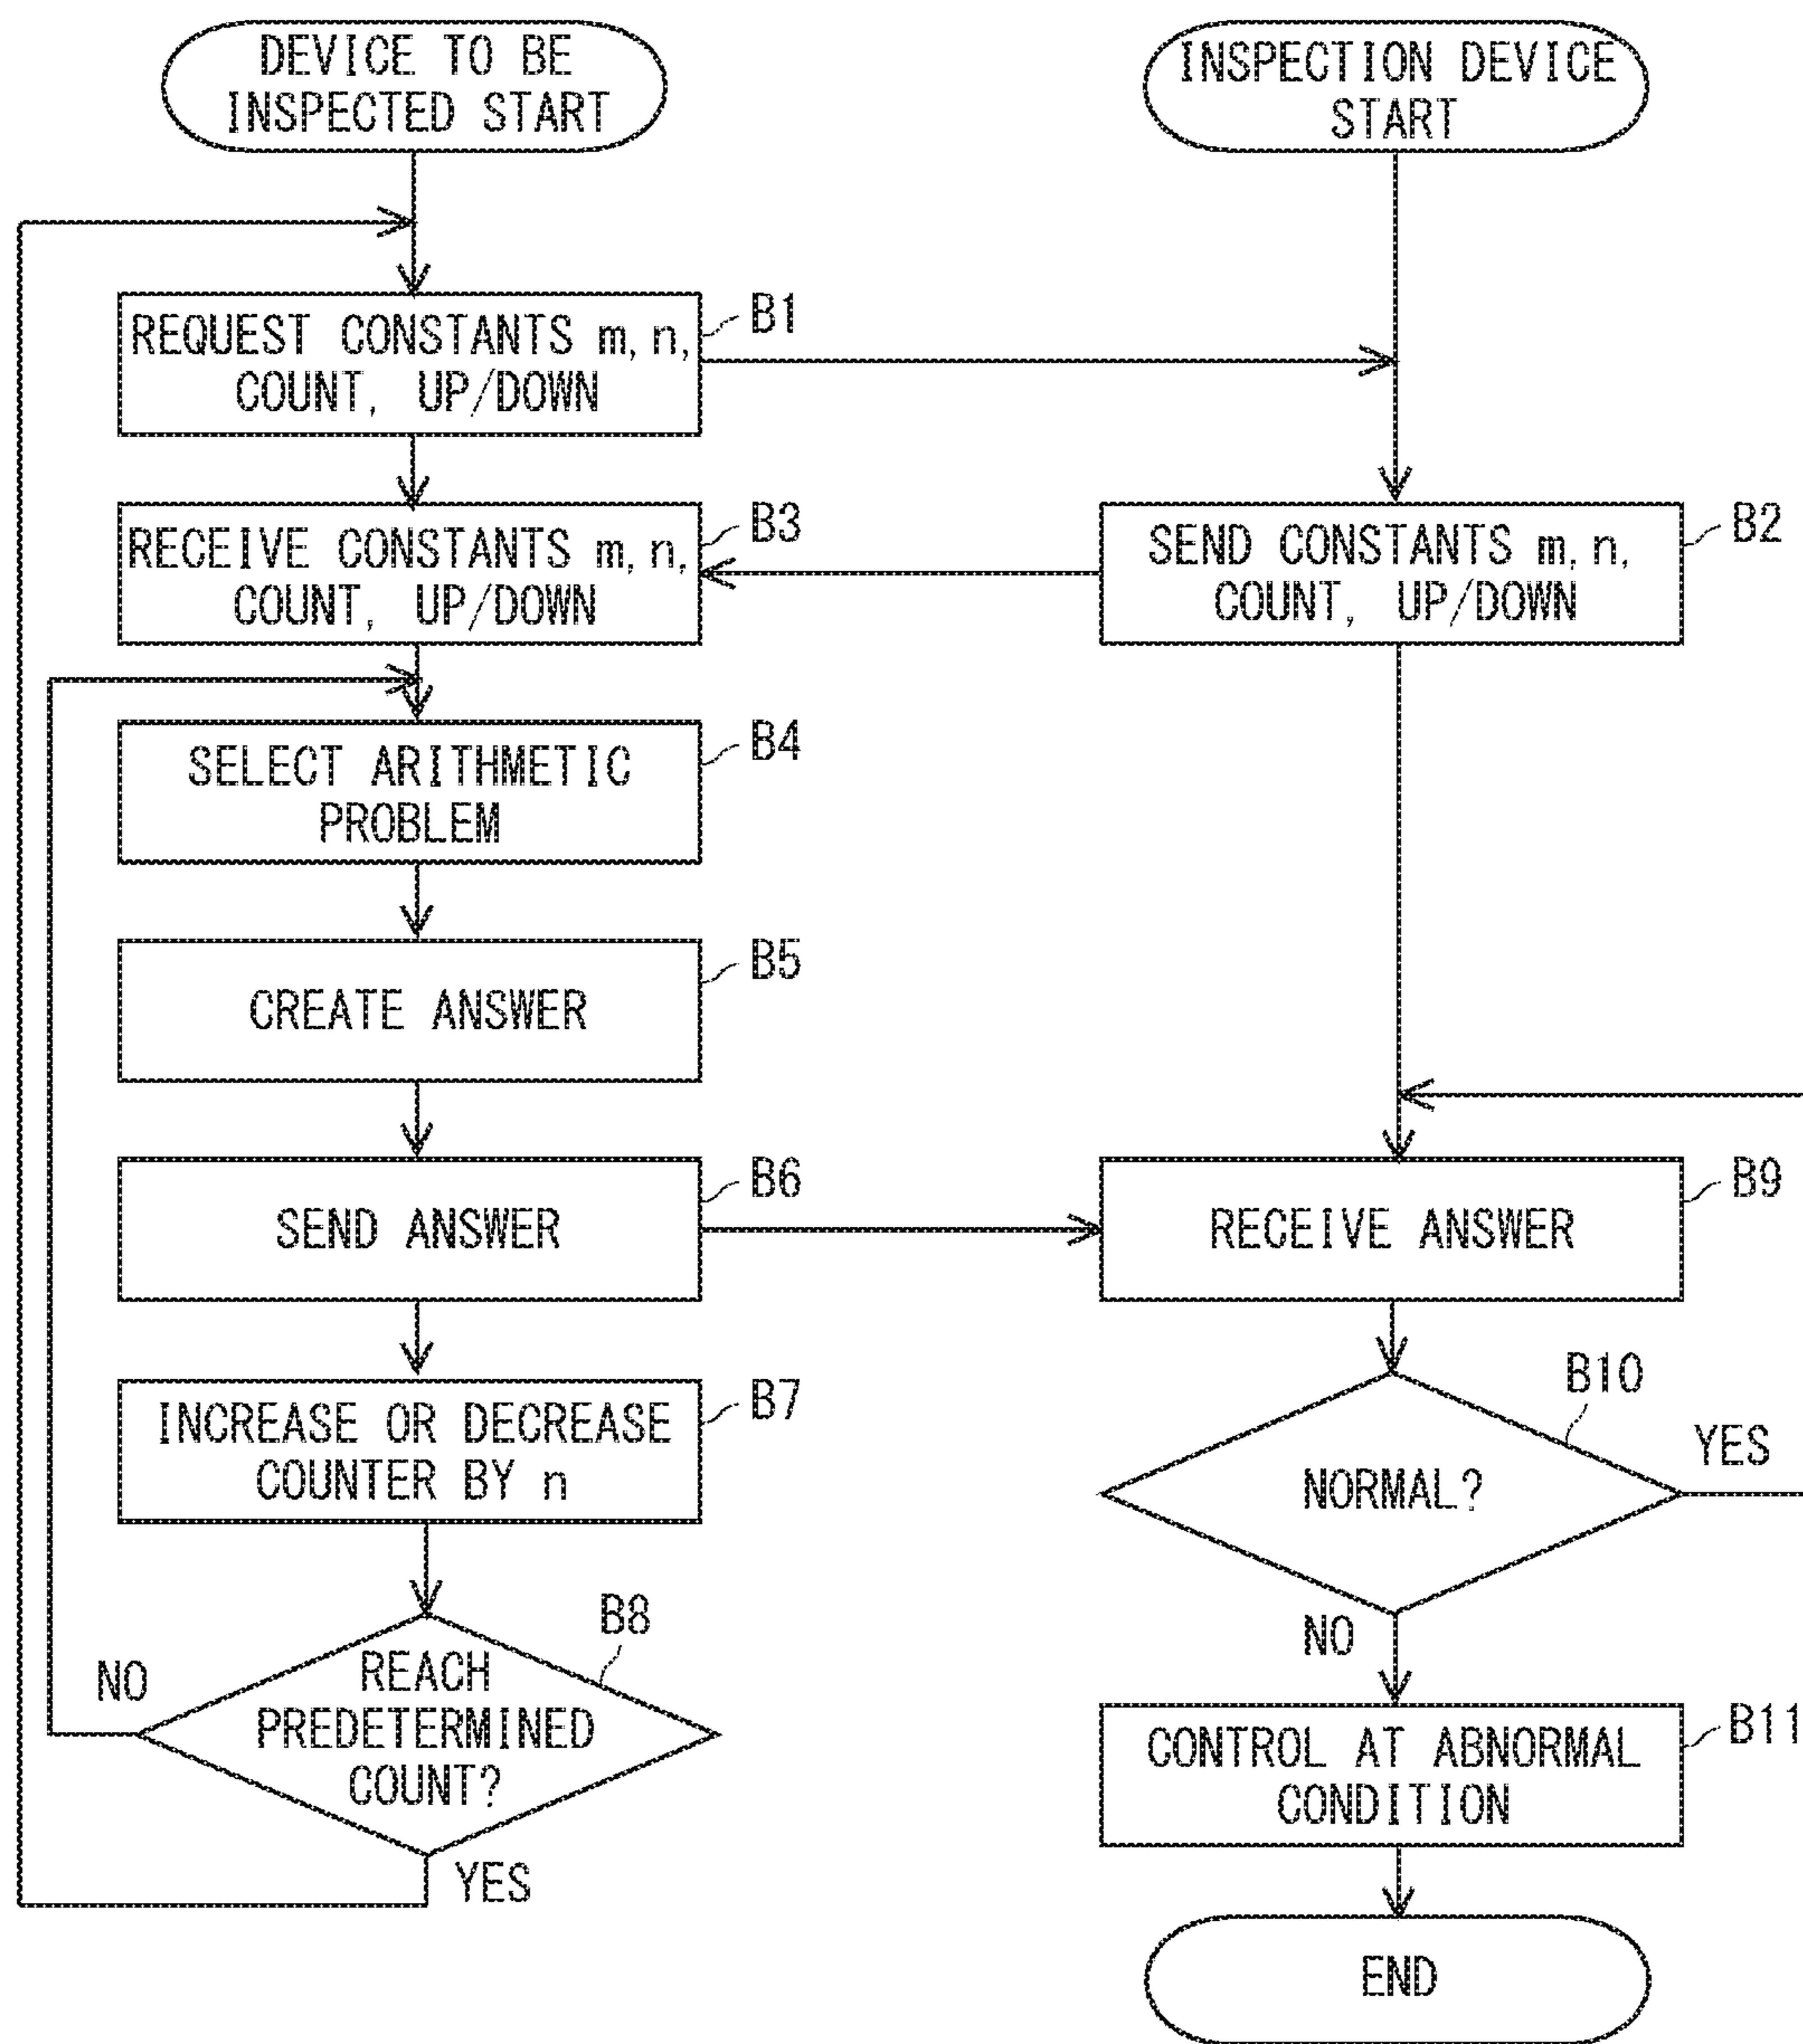 DEVICE TO BE
INSPECTED START
INSPECTION DEVICE
START
REQUEST CONSTANTS m, n,
COUNT, UP/DOWN
B1
RECEIVE CONSTANTS m, n,
COUNT, UP/DOWN
B3
SEND CONSTANTS m, n,
COUNT, UP/DOWN
B2
SELECT ARITHMETIC
PROBLEM
B4
CREATE ANSWER
B5
SEND ANSWER
B6
RECEIVE ANSWER
B9
INCREASE OR DECREASE
COUNTER BY n
B7
NORMAL?
B10
YES
NO
REACH
PREDETERMINED
COUNT?
B8
NO
YES
CONTROL AT ABNORMAL
CONDITION
B11
END